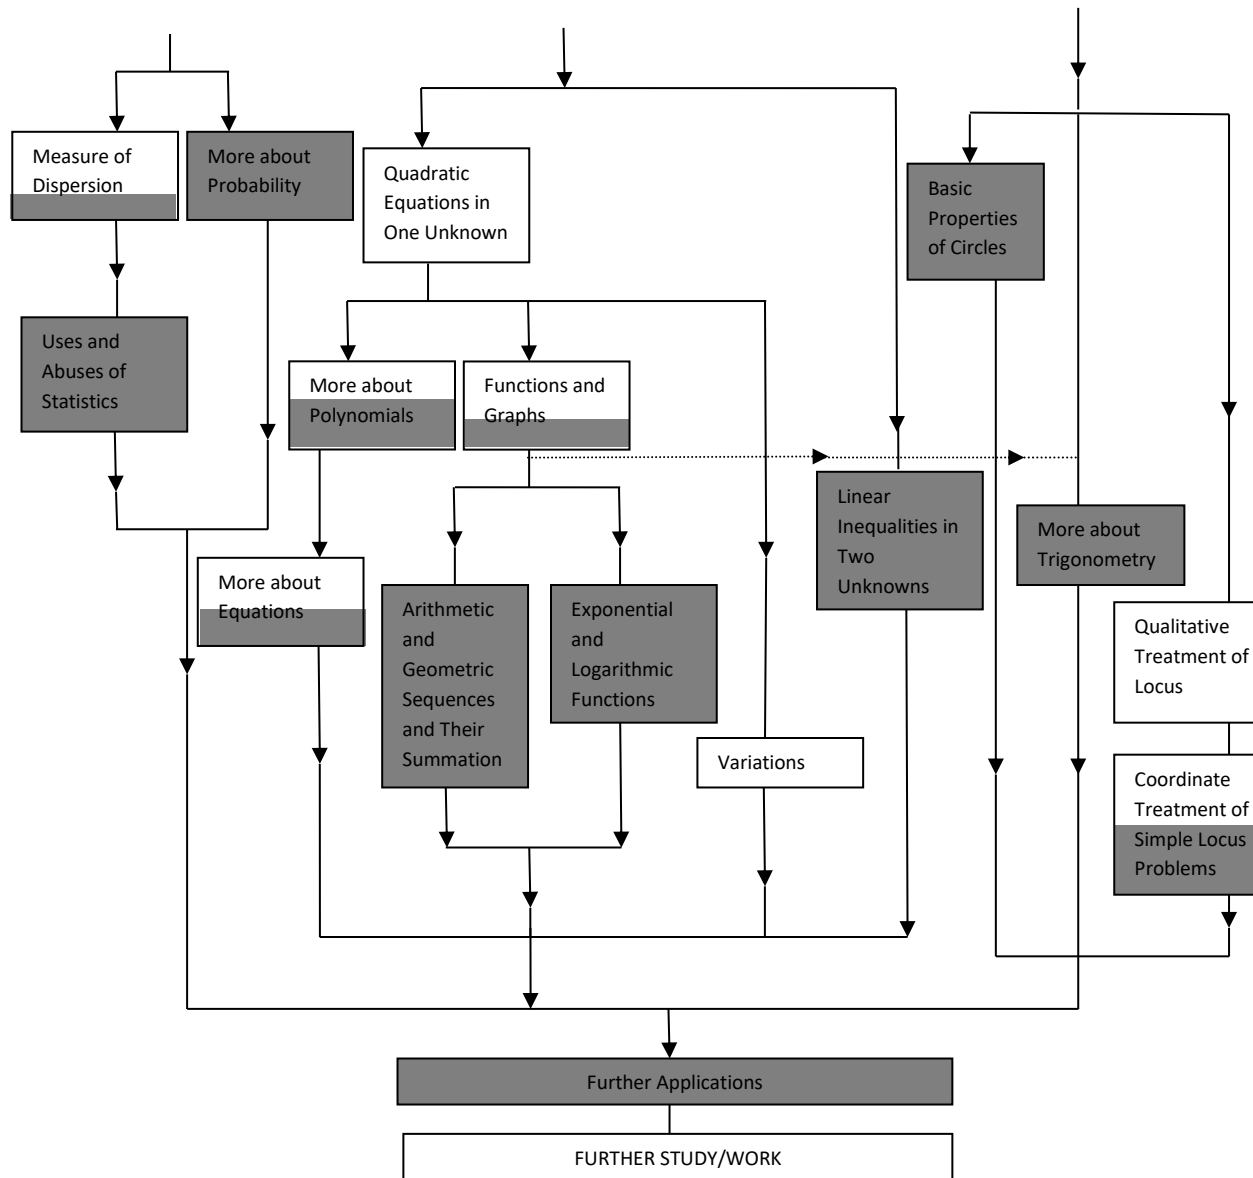 Measure of
Dispersion
More about
Probability
Quadratic
Equations in
One Unknown
Basic
Properties
of Circles
Uses and
Abuses of
Statistics
More about
Polynomials
Functions and
Graphs
Linear
Inequalities in
Two
Unknowns
More about
Trigonometry
More about
Equations
Arithmetic
and
Geometric
Sequences
and Their
Summation
Exponential
and
Logarithmic
Functions
Qualitative
Treatment of
Locus
Variations
Coordinate
Treatment of
Simple Locus
Problems
Further Applications
FURTHER STUDY/WORK